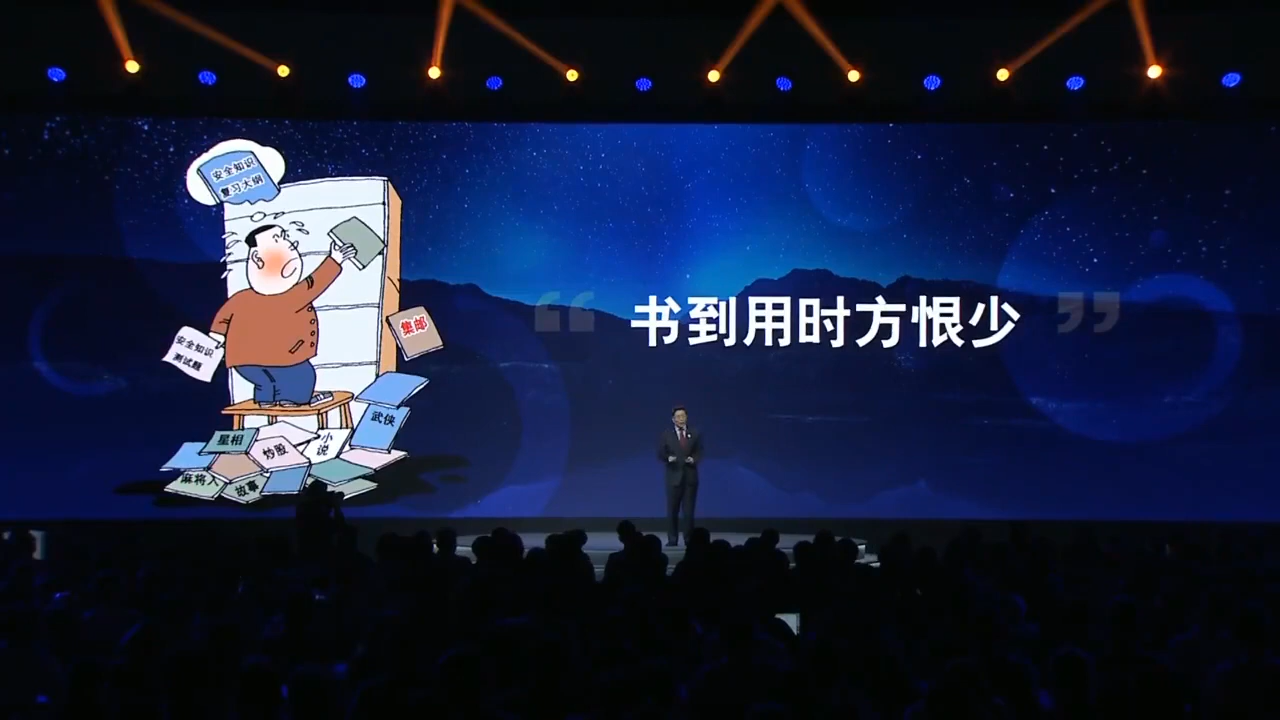 安全知识
复习大纲
“书到用时方恨少”
集邮
安全知识
测试题
武侠
星相
炒股
小说
麻将入
故事